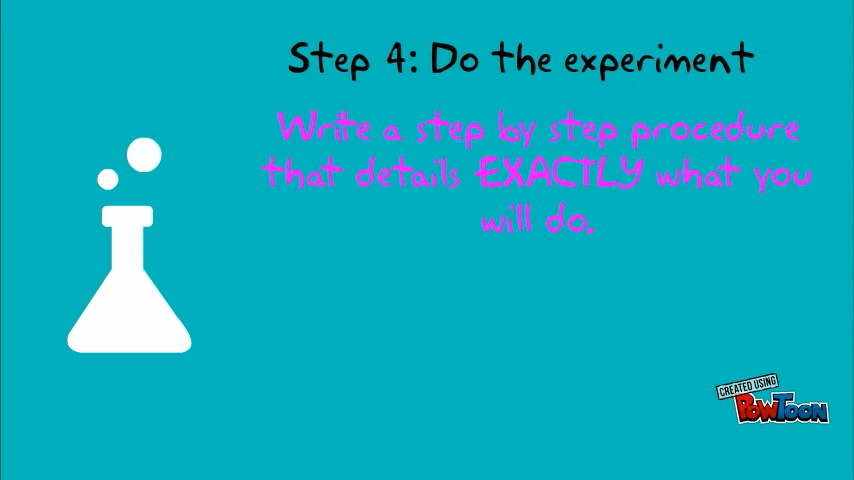 Step 4: Do the experiment
Write a step by step procedure
that details EXACTLY what you
will do.
CREATED USING
POWTOON